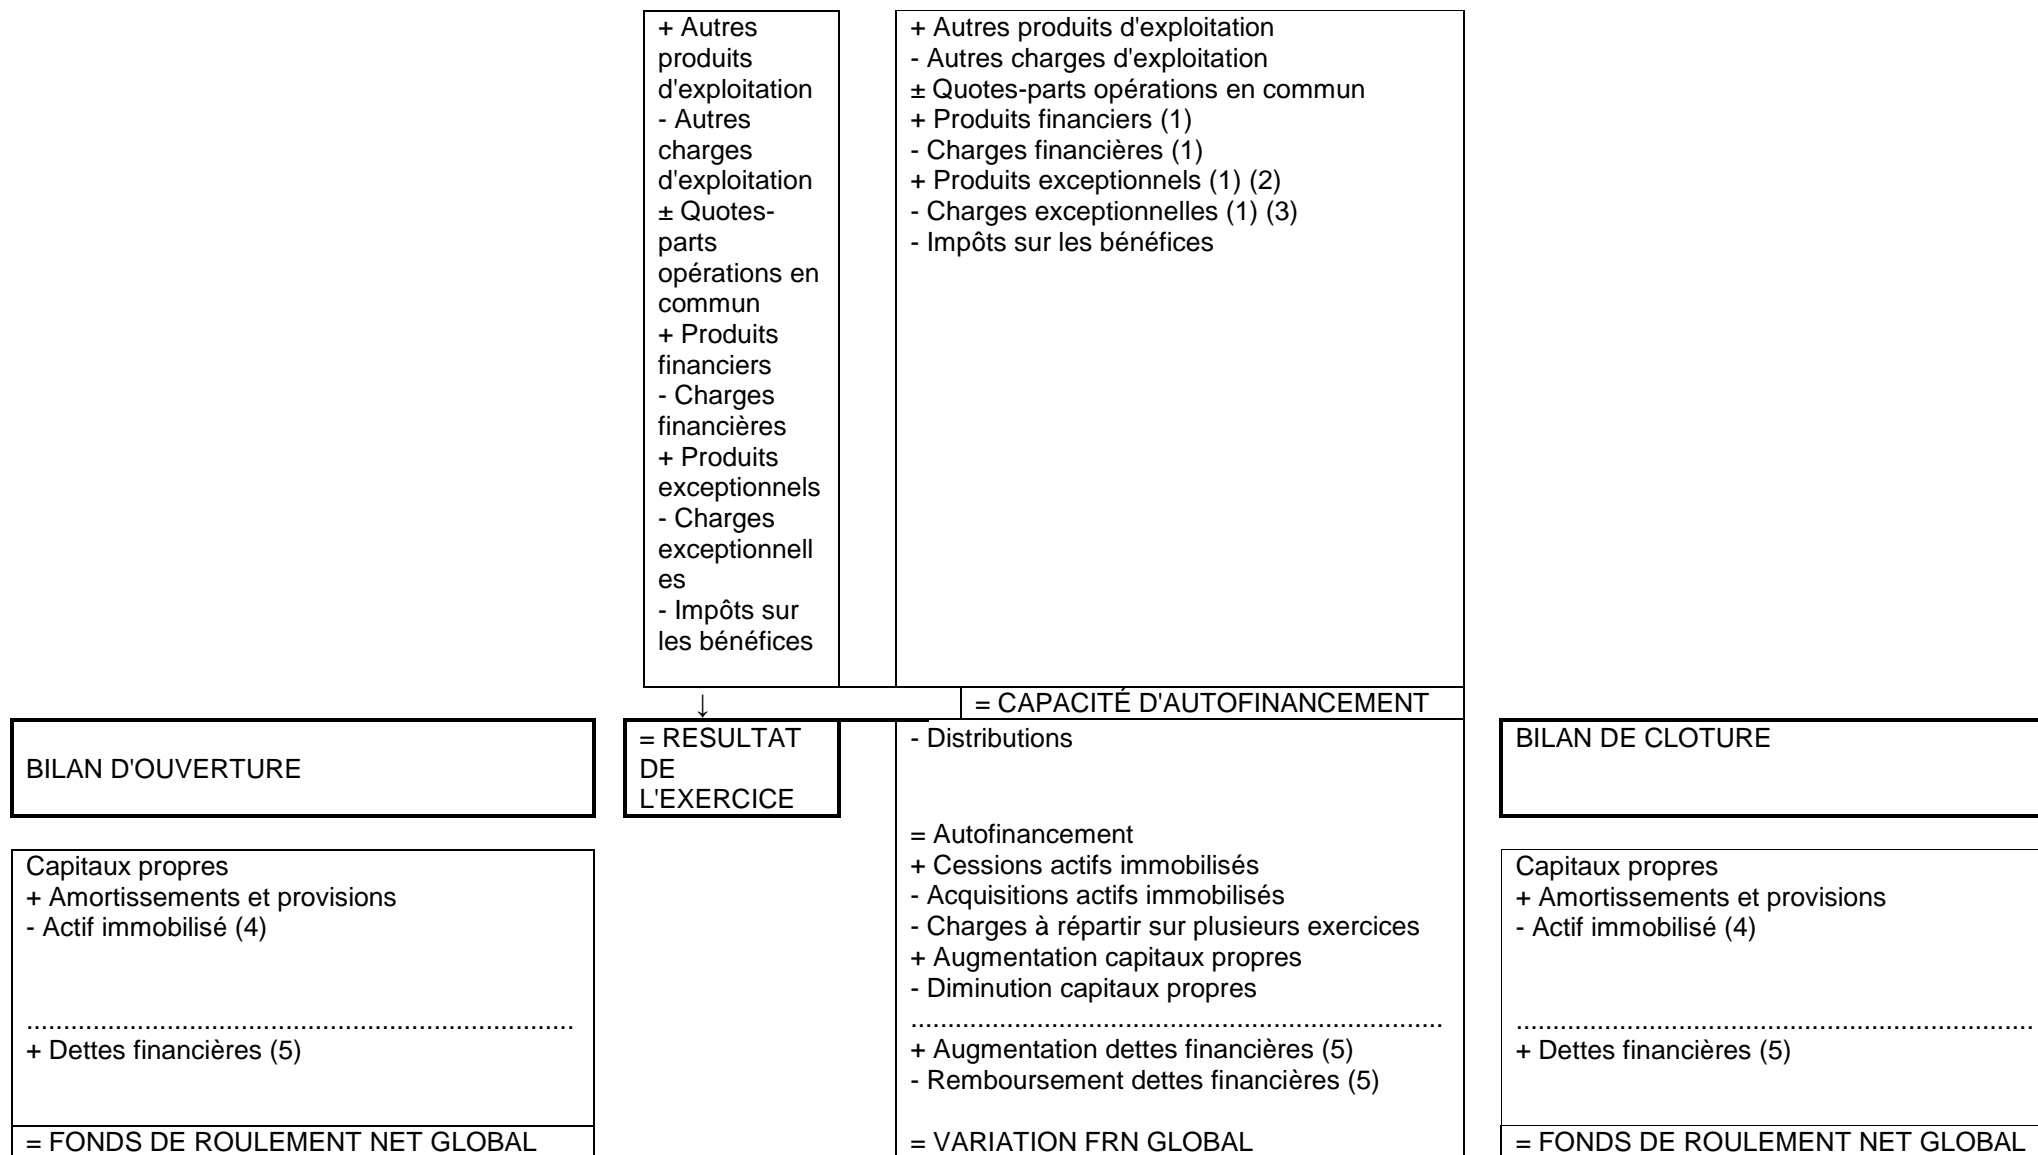 + Autres
produits
d'exploitation
- Autres
charges
d'exploitation
± Quotes-
parts
opérations en
commun
+ Produits
financiers
- Charges
financières
+ Produits
exceptionnels
- Charges
exceptionnell
es
- Impôts sur
les bénéfices
+ Autres produits d'exploitation
- Autres charges d'exploitation
± Quotes-parts opérations en commun
+ Produits financiers (1)
- Charges financières (1)
+ Produits exceptionnels (1) (2)
- Charges exceptionnelles (1) (3)
- Impôts sur les bénéfices
↓
= CAPACITÉ D'AUTOFINANCEMENT
BILAN D'OUVERTURE
= RESULTAT
DE
L'EXERCICE
- Distributions
BILAN DE CLOTURE
Capitaux propres
+ Amortissements et provisions
- Actif immobilisé (4)
..........................................................................
+ Dettes financières (5)
= FONDS DE ROULEMENT NET GLOBAL
= Autofinancement
+ Cessions actifs immobilisés
- Acquisitions actifs immobilisés
- Charges à répartir sur plusieurs exercices
+ Augmentation capitaux propres
- Diminution capitaux propres
........................................................................
+ Augmentation dettes financières (5)
- Remboursement dettes financières (5)
= VARIATION FRN GLOBAL
Capitaux propres
+ Amortissements et provisions
- Actif immobilisé (4)
......................................................................
+ Dettes financières (5)
= FONDS DE ROULEMENT NET GLOBAL